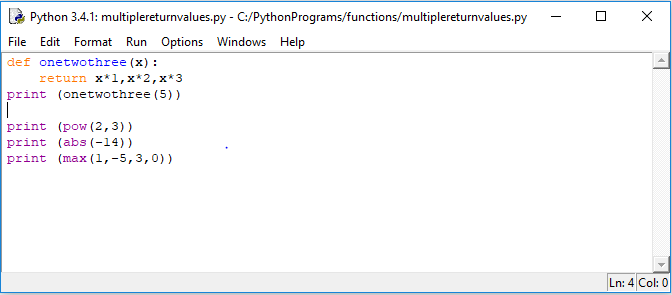 Python 3.4.1: multiplereturnvalues.py - C:/PythonPrograms/functions/multiplereturnvalues.py
File Edit Format Run Options Windows Help
def onetwothree(x):
    return x*1,x*2,x*3
print (onetwothree(5))

print (pow(2,3))
print (abs(-14))
print (max(1,-5,3,0))
Ln: 4 Col: 0